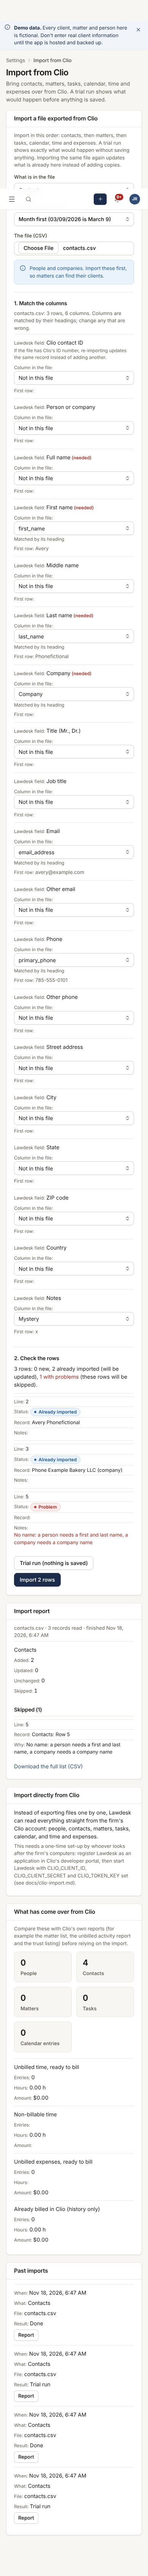 Demo data. Every client, matter and person here
is fictional. Don't enter real client information
until the app is hosted and backed up.
Settings / Import from Clio
Import from Clio
Bring contacts, matters, tasks, calendar, time and
expenses over from Clio. A trial run shows what
would happen before anything is saved.
Import a file exported from Clio
Import in this order: contacts, then matters, then
tasks, calendar, time and expenses. A trial run
shows exactly what would happen without saving
anything. Importing the same file again updates
what is already here instead of adding copies.
What is in the file
9+
JR
Month first (03/09/2026 is March 9)
The file (CSV)
Choose File contacts.csv
People and companies. Import these first,
so matters can find their clients.
1. Match the columns
contacts.csv: 3 rows, 6 columns. Columns are
matched by their headings; change any that are
wrong.
Lawdesk field: Clio contact ID
If the file has Clio's ID number, re-importing updates
the same record instead of adding another
Column in the file:
Not in this file
First row:
Lawdesk field: Person or company
Column in the file:
Not in this file
First row:
Lawdesk field: Full name (needed)
Column in the file:
Not in this file
First row:
Lawdesk field: First name (needed)
Column in the file:
first_name
Matched by its heading
First row: Avery
Lawdesk field: Middle name
Column in the file:
Not in this file
First row:
Lawdesk field: Last name (needed)
Column in the file:
last_name
Matched by its heading
First row: Phonefictional
Lawdesk field: Company (needed)
Column in the file:
Company
Matched by its heading
First row:
Lawdesk field: Title (Mr., Dr.)
Column in the file:
Not in this file
First row:
Lawdesk field: Job title
Column in the file:
Not in this file
First row:
Lawdesk field: Email
Column in the file:
email_address
Matched by its heading
First row: avery@example.com
Lawdesk field: Other email
Column in the file:
Not in this file
First row:
Lawdesk field: Phone
Column in the file:
primary_phone
Matched by its heading
First row: 785-555-0101
Lawdesk field: Other phone
Column in the file:
Not in this file
First row:
Lawdesk field: Street address
Column in the file:
Not in this file
First row:
Lawdesk field: City
Column in the file:
Not in this file
First row:
Lawdesk field: State
Column in the file:
Not in this file
First row:
Lawdesk field: ZIP code
Column in the file:
Not in this file
First row:
Lawdesk field: Country
Column in the file:
Not in this file
First row:
Lawdesk field: Notes
Column in the file:
Mystery
First row: x
2. Check the rows
3 rows: 0 new, 2 already imported (will be
updated), 1 with problems (these rows will be
skipped).
Line: 2
Status: Already imported
Record: Avery Phonefictional
Notes:
Line: 3
Status: Already imported
Record: Phone Example Bakery LLC (company)
Notes:
Line: 5
Status: Problem
Record:
Notes:
No name: a person needs a first and last name, a
company needs a company name
Trial run (nothing is saved)
Import 2 rows
Import report
contacts.csv · 3 records read · finished Nov 18,
2026, 6:47 AM
Contacts
Added: 2
Updated: 0
Unchanged: 0
Skipped: 1
Skipped (1)
Line: 5
Record: Contacts: Row 5
Why: No name: a person needs a first and last
name, a company needs a company name
Download the full list (CSV)
Import directly from Clio
Instead of exporting files one by one, Lawdesk
can read everything straight from the firm's
Clio account: people, contacts, matters, tasks,
calendar, time and expenses.
This needs a one-time set-up by whoever looks
after the firm's computers: register Lawdesk as an
application in Clio's developer portal, then start
Lawdesk with CLIO_CLIENT_ID,
CLIO_CLIENT_SECRET and CLIO_TOKEN_KEY set
(see docs/clio-import.md).
What has come over from Clio
Compare these with Clio's own reports (for
example the matter list, the unbilled activity report
and the trust listing) before relying on the import.
0
People
4
Contacts
0
Matters
0
Tasks
0
Calendar entries
Unbilled time, ready to bill
Entries: 0
Hours: 0.00 h
Amount: $0.00
Non-billable time
Entries:
Hours: 0.00 h
Amount:
Unbilled expenses, ready to bill
Entries: 0
Hours:
Amount: $0.00
Already billed in Clio (history only)
Entries: 0
Hours: 0.00 h
Amount: $0.00
Past imports
When: Nov 18, 2026, 6:47 AM
What: Contacts
File: contacts.csv
Result: Done
Report
When: Nov 18, 2026, 6:47 AM
What: Contacts
File: contacts.csv
Result: Trial run
Report
When: Nov 18, 2026, 6:47 AM
What: Contacts
File: contacts.csv
Result: Done
Report
When: Nov 18, 2026, 6:47 AM
What: Contacts
File: contacts.csv
Result: Trial run
Report